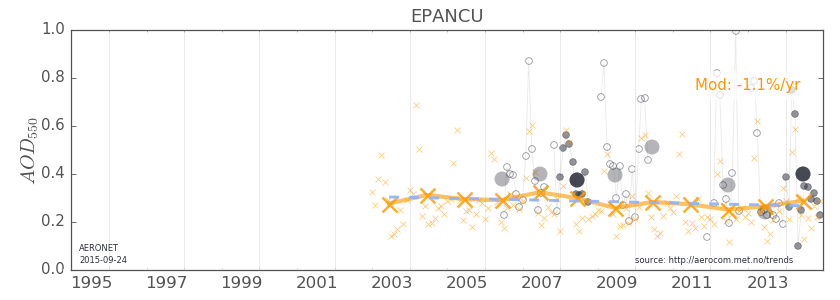 EPANCU
1.0
0.8
Mod: -1.1%/yr
0.6
AOD550
0.4
0.2
AERONET
2015-09-24
source: http://aerocom.met.no/trends
0.0
1995 1997 1999 2001 2003 2005 2007 2009 2011 2013